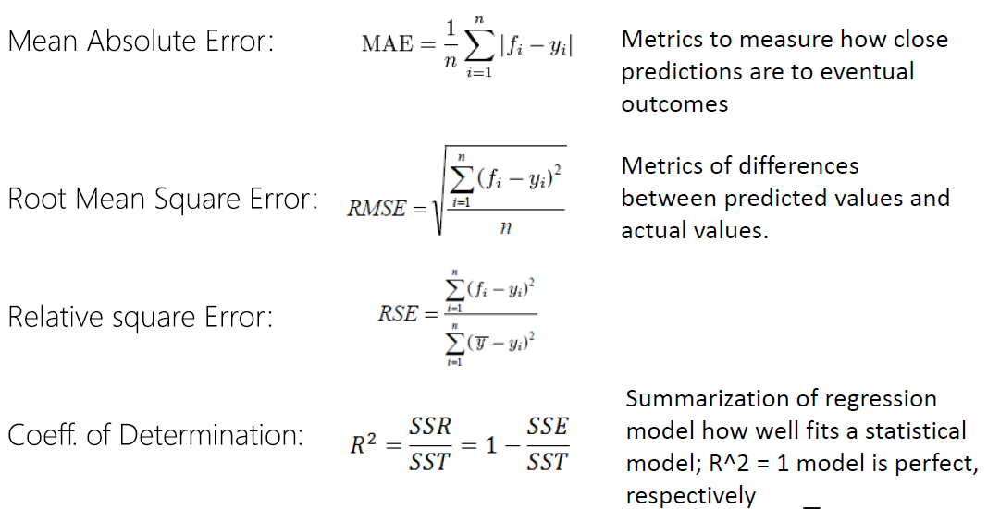 Mean Absolute Error:
MAE = \frac{1}{n} \sum_{i=1}^{n} |f_i - y_i|
Metrics to measure how close
predictions are to eventual
outcomes
Root Mean Square Error:
RMSE = \sqrt{\frac{\sum_{i=1}^{n} (f_i - y_i)^2}{n}}
Metrics of differences
between predicted values and
actual values.
Relative square Error:
RSE = \frac{\sum_{i=1}^{n} (f_i - y_i)^2}{\sum_{i=1}^{n} (\overline{y} - y_i)^2}
Coeff. of Determination:
R^2 = \frac{SSR}{SST} = 1 - \frac{SSE}{SST}
Summarization of regression
model how well fits a statistical
model; R^2 = 1 model is perfect,
respectively